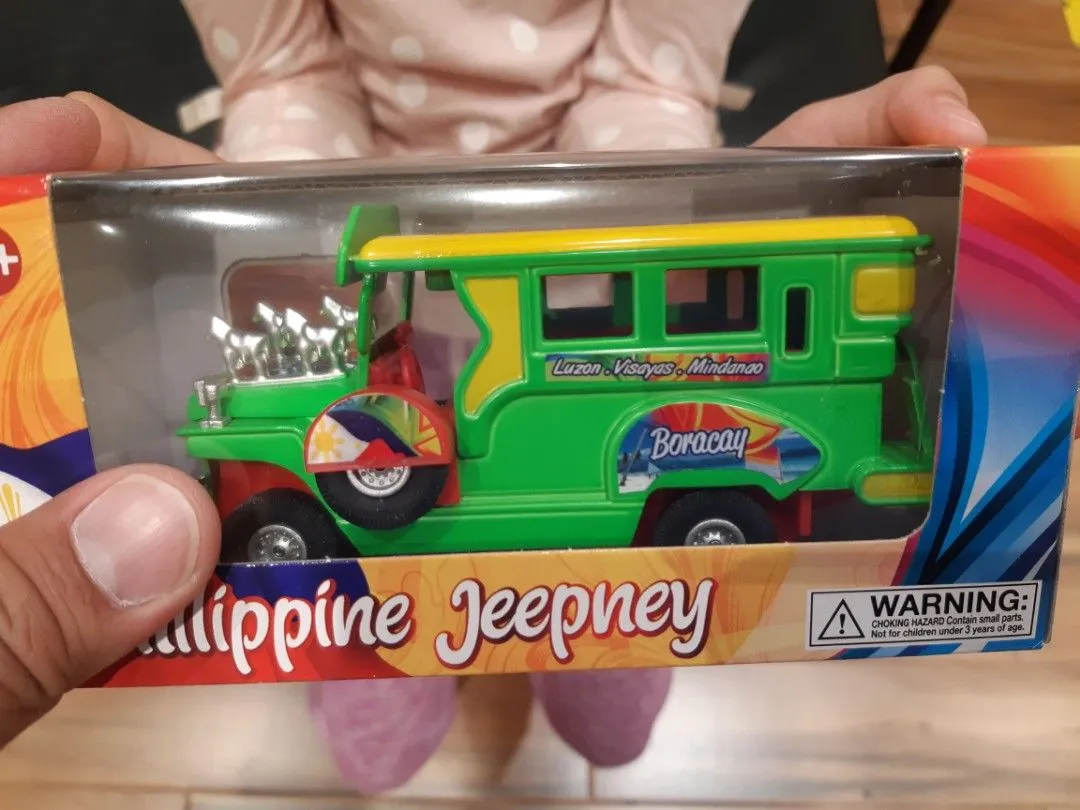 +
Luzon . Visayas . Mindanao
Boracay
Jeepney
WARNING:
CHOKING HAZARD Contain small parts.
Not for children under 3 years of age.